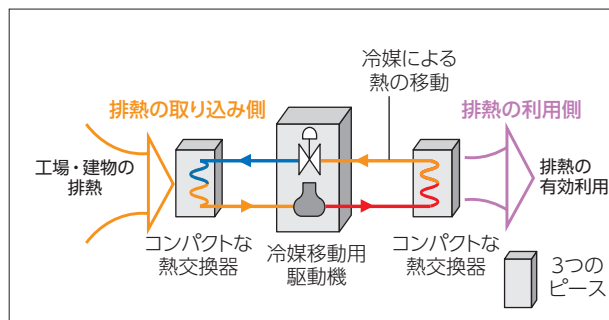 冷媒による
熱の移動
排熱の取り込み側
排熱の利用側
工場・建物の
排熱
排熱の
有効利用
コンパクトな
熱交換器
冷媒移動用
駆動機
コンパクトな
熱交換器
3つの
ピース